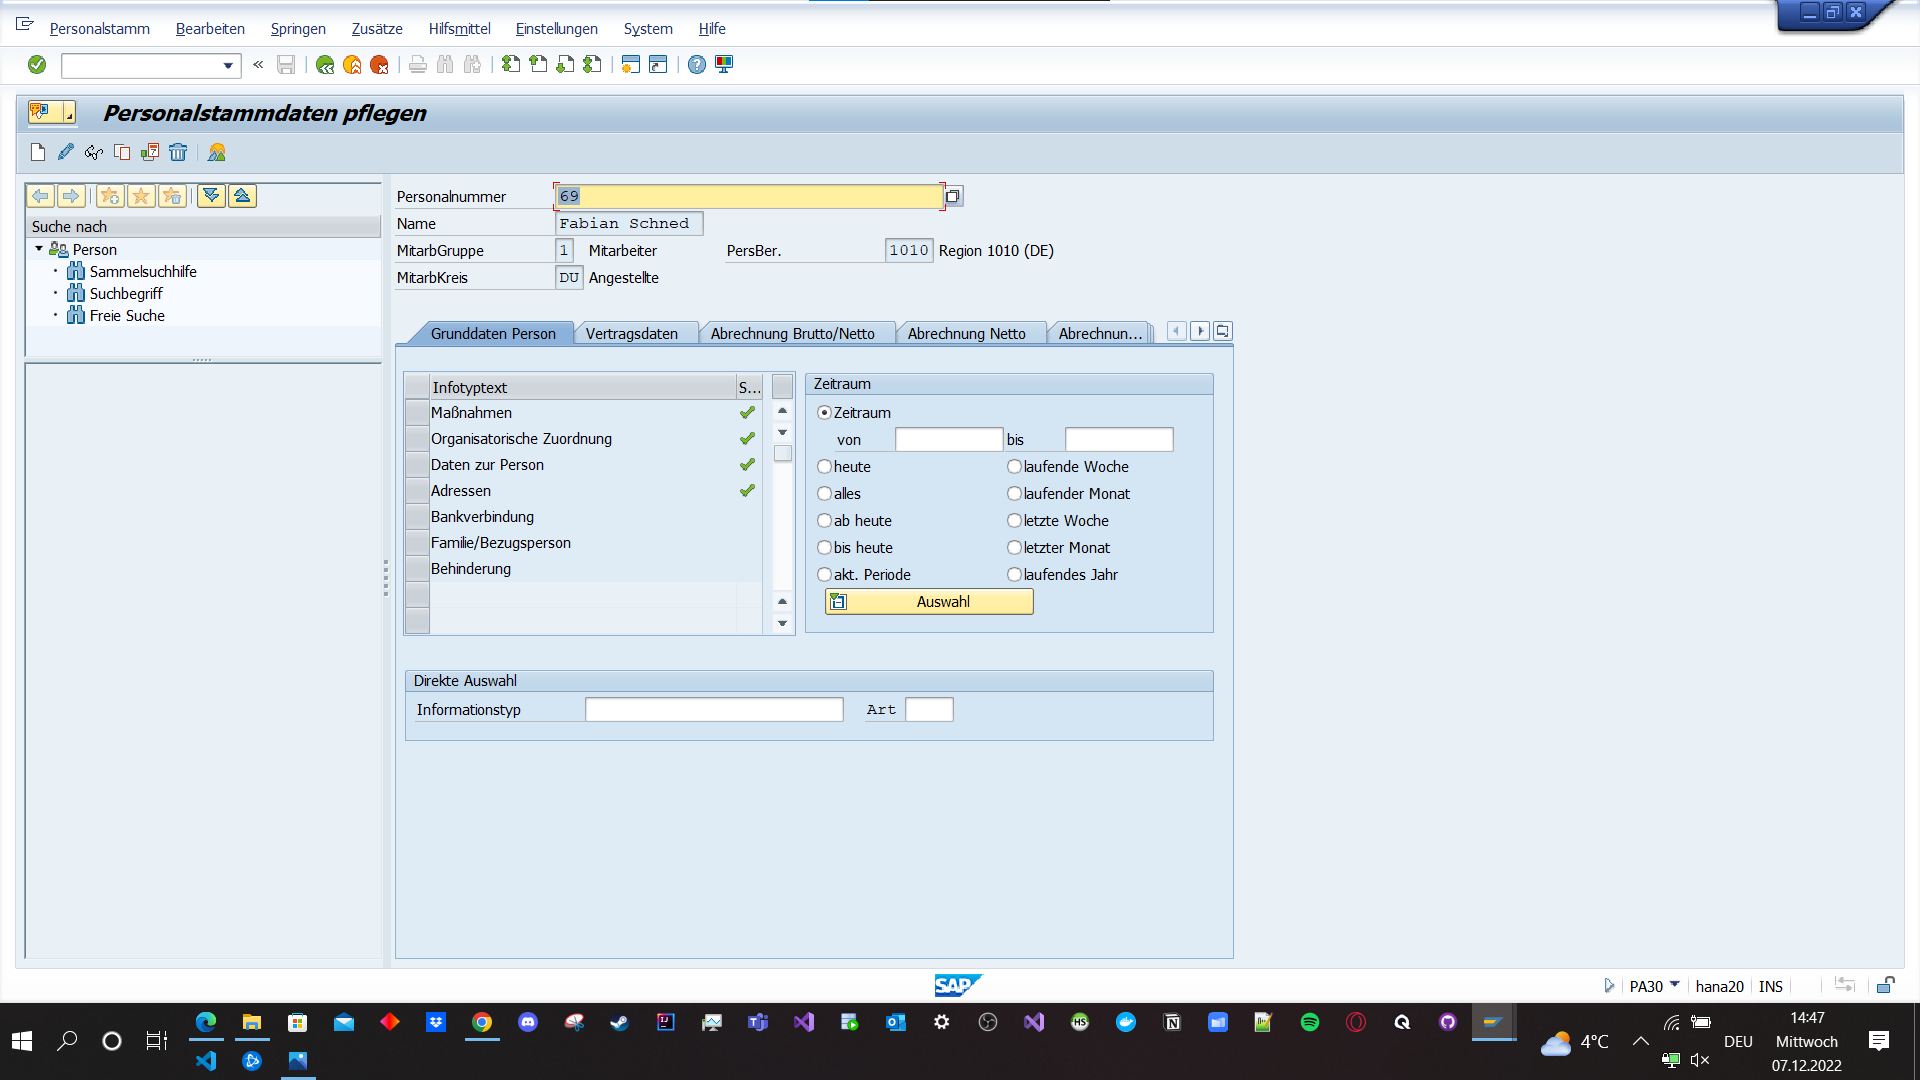 Personalstamm Bearbeiten Springen Zusätze Hilfsmittel Einstellungen System Hilfe
Personalstammdaten pflegen
Suche nach
Person
Sammelsuchhilfe
Suchbegriff
Freie Suche
Personalnummer 69
Name Fabian Schned
MitarbGruppe 1 Mitarbeiter PersBer. 1010 Region 1010 (DE)
MitarbKreis DU Angestellte
Grunddaten Person Vertragsdaten Abrechnung Brutto/Netto Abrechnung Netto Abrechnun...
Infotyptext S...
Maßnahmen
Organisatorische Zuordnung
Daten zur Person
Adressen
Bankverbindung
Familie/Bezugsperson
Behinderung
Zeitraum
Zeitraum
von bis
heute laufende Woche
alles laufender Monat
ab heute letzte Woche
bis heute letzter Monat
akt. Periode laufendes Jahr
Auswahl
Direkte Auswahl
Informationstyp Art
SAP
PA30 hana20 INS
4°C
DEU
14:47
Mittwoch
07.12.2022